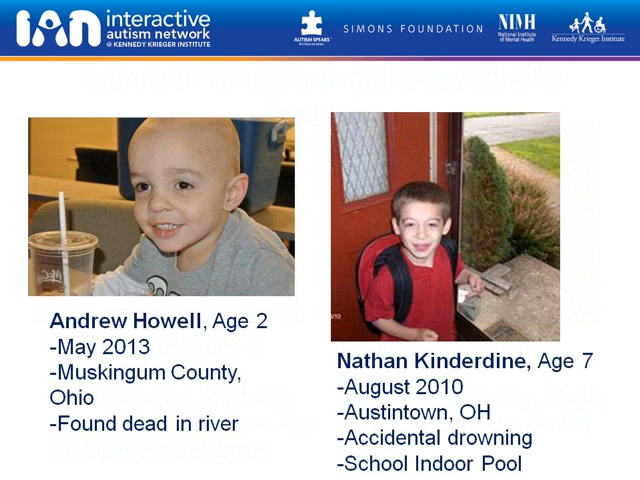 IAN interactive
autism network
@ KENNEDY KRIEGER INSTITUTE
AUTISM SPEAKS
SIMONS FOUNDATION
NIMH
National Institute
of Mental Health
Kennedy Krieger Institute
Andrew Howell, Age 2
-May 2013
-Muskingum County,
Ohio
-Found dead in river
Nathan Kinderdine, Age 7
-August 2010
-Austintown, OH
-Accidental drowning
-School Indoor Pool